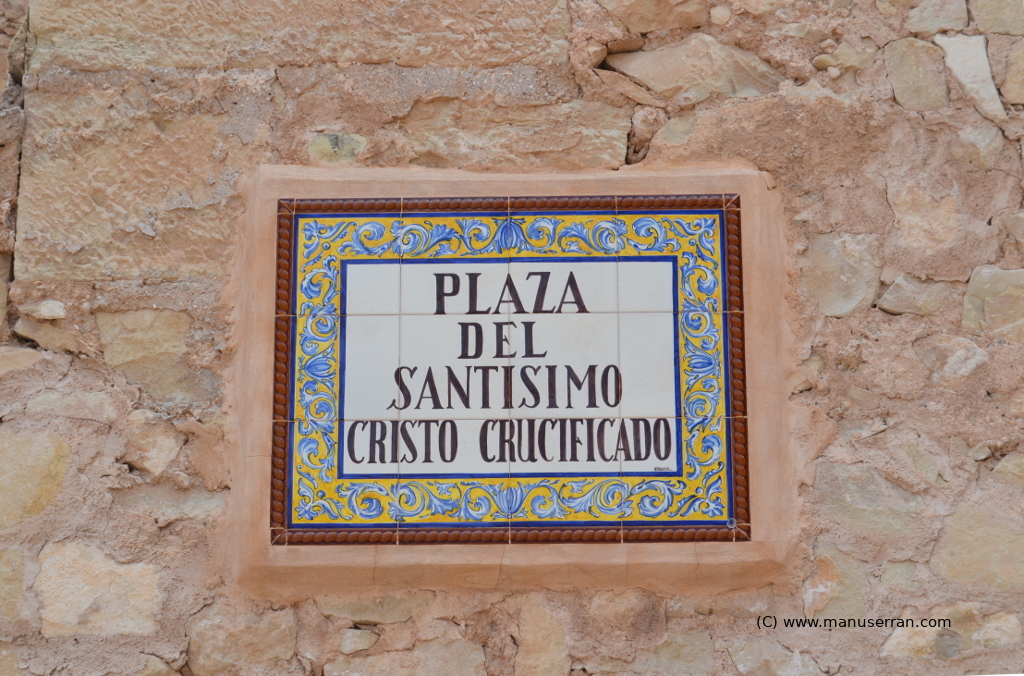 PLAZA
DEL
SANTISIMO
CRISTO CRUCIFICADO
(C) www.manuserran.com